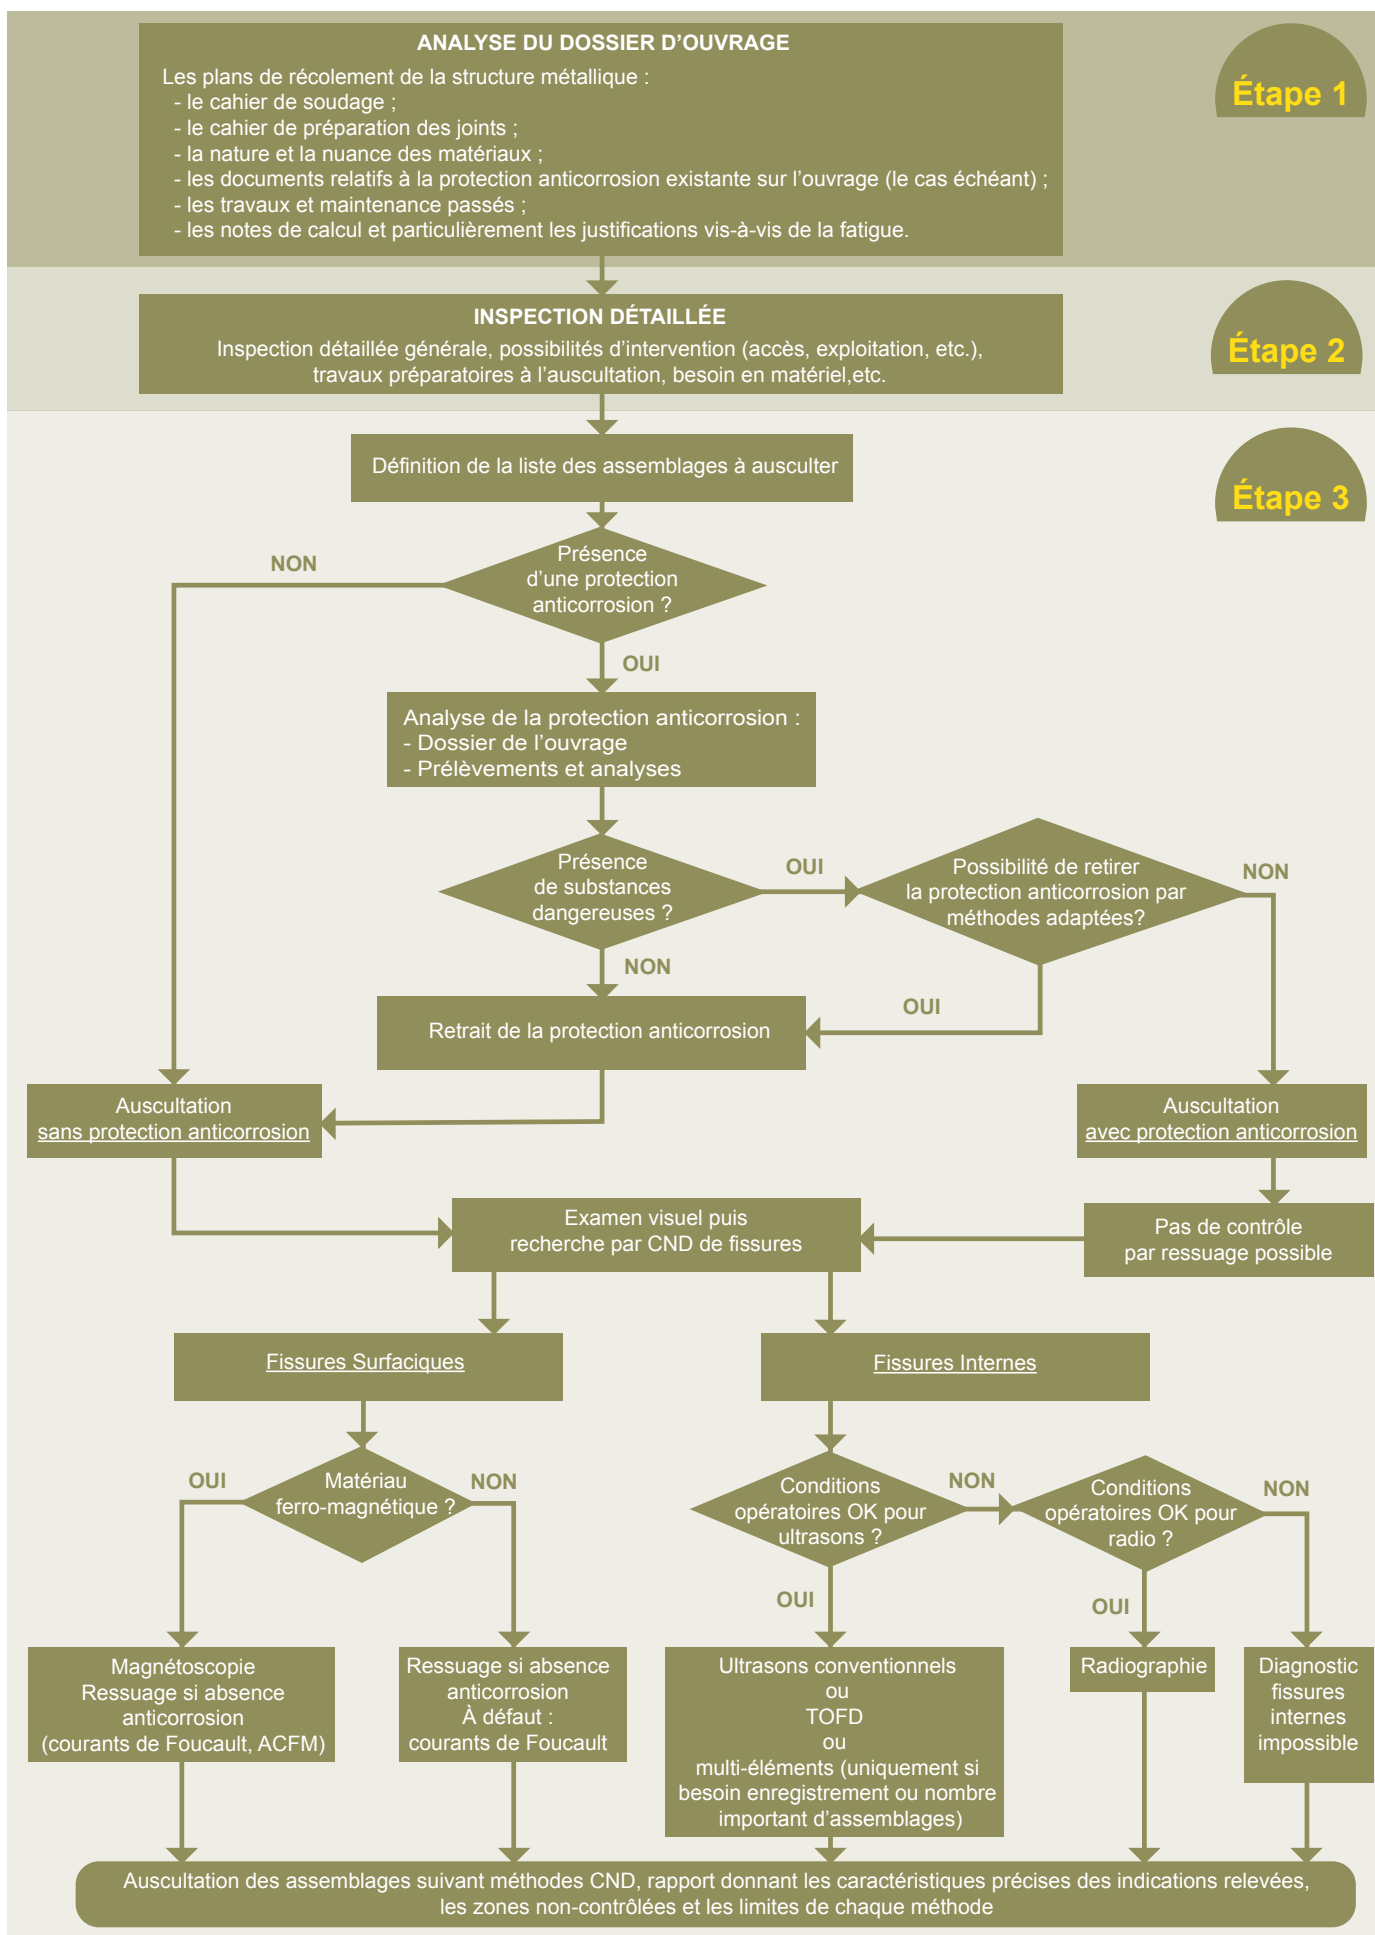 ANALYSE DU DOSSIER D’OUVRAGE
Les plans de récolement de la structure métallique :
- le cahier de soudage ;
- le cahier de préparation des joints ;
- la nature et la nuance des matériaux ;
- les documents relatifs à la protection anticorrosion existante sur l’ouvrage (le cas échéant) ;
- les travaux et maintenance passés ;
- les notes de calcul et particulièrement les justifications vis-à-vis de la fatigue.
Étape 1
INSPECTION DÉTAILLÉE
Inspection détaillée générale, possibilités d’intervention (accès, exploitation, etc.),
travaux préparatoires à l’auscultation, besoin en matériel,etc.
Étape 2
Définition de la liste des assemblages à ausculter
Étape 3
Présence
d’une protection
anticorrosion ?
NON
OUI
Analyse de la protection anticorrosion :
- Dossier de l’ouvrage
- Prélèvements et analyses
Présence
de substances
dangereuses ?
OUI
Possibilité de retirer
la protection anticorrosion par
méthodes adaptées?
NON
NON
OUI
Retrait de la protection anticorrosion
Auscultation
sans protection anticorrosion
Auscultation
avec protection anticorrosion
Examen visuel puis
recherche par CND de fissures
Pas de contrôle
par ressuage possible
Fissures Surfaciques
Fissures Internes
OUI
Matériau
ferro-magnétique ?
NON
Conditions
opératoires OK pour
ultrasons ?
NON
Conditions
opératoires OK pour
radio ?
NON
OUI
OUI
Magnétoscopie
Ressuage si absence
anticorrosion
(courants de Foucault, ACFM)
Ressuage si absence
anticorrosion
À défaut :
courants de Foucault
Ultrasons conventionnels
ou
TOFD
ou
multi-éléments (uniquement si
besoin enregistrement ou nombre
important d’assemblages)
Radiographie
Diagnostic
fissures
internes
impossible
Auscultation des assemblages suivant méthodes CND, rapport donnant les caractéristiques précises des indications relevées,
les zones non-contrôlées et les limites de chaque méthode